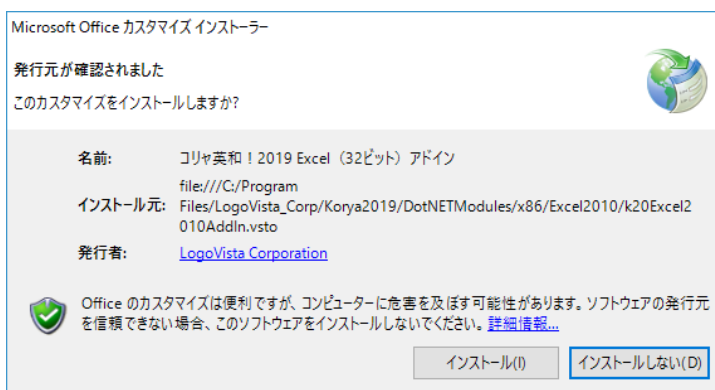 Microsoft Office カスタマイズ インストーラー
発行元が確認されました
このカスタマイズをインストールしますか?
名前: コリャ英和！2019 Excel（32ビット）アドイン
file:///C:/Program
インストール元: Files/LogoVista_Corp/Korya2019/DotNETModules/x86/Excel2010/k20Excel2
010AddIn.vsto
発行者: LogoVista Corporation
Office のカスタマイズは便利ですが、コンピューターに危害を及ぼす可能性があります。ソフトウェアの発行元
を信頼できない場合、このソフトウェアをインストールしないでください。詳細情報...
インストール(I) インストールしない(D)